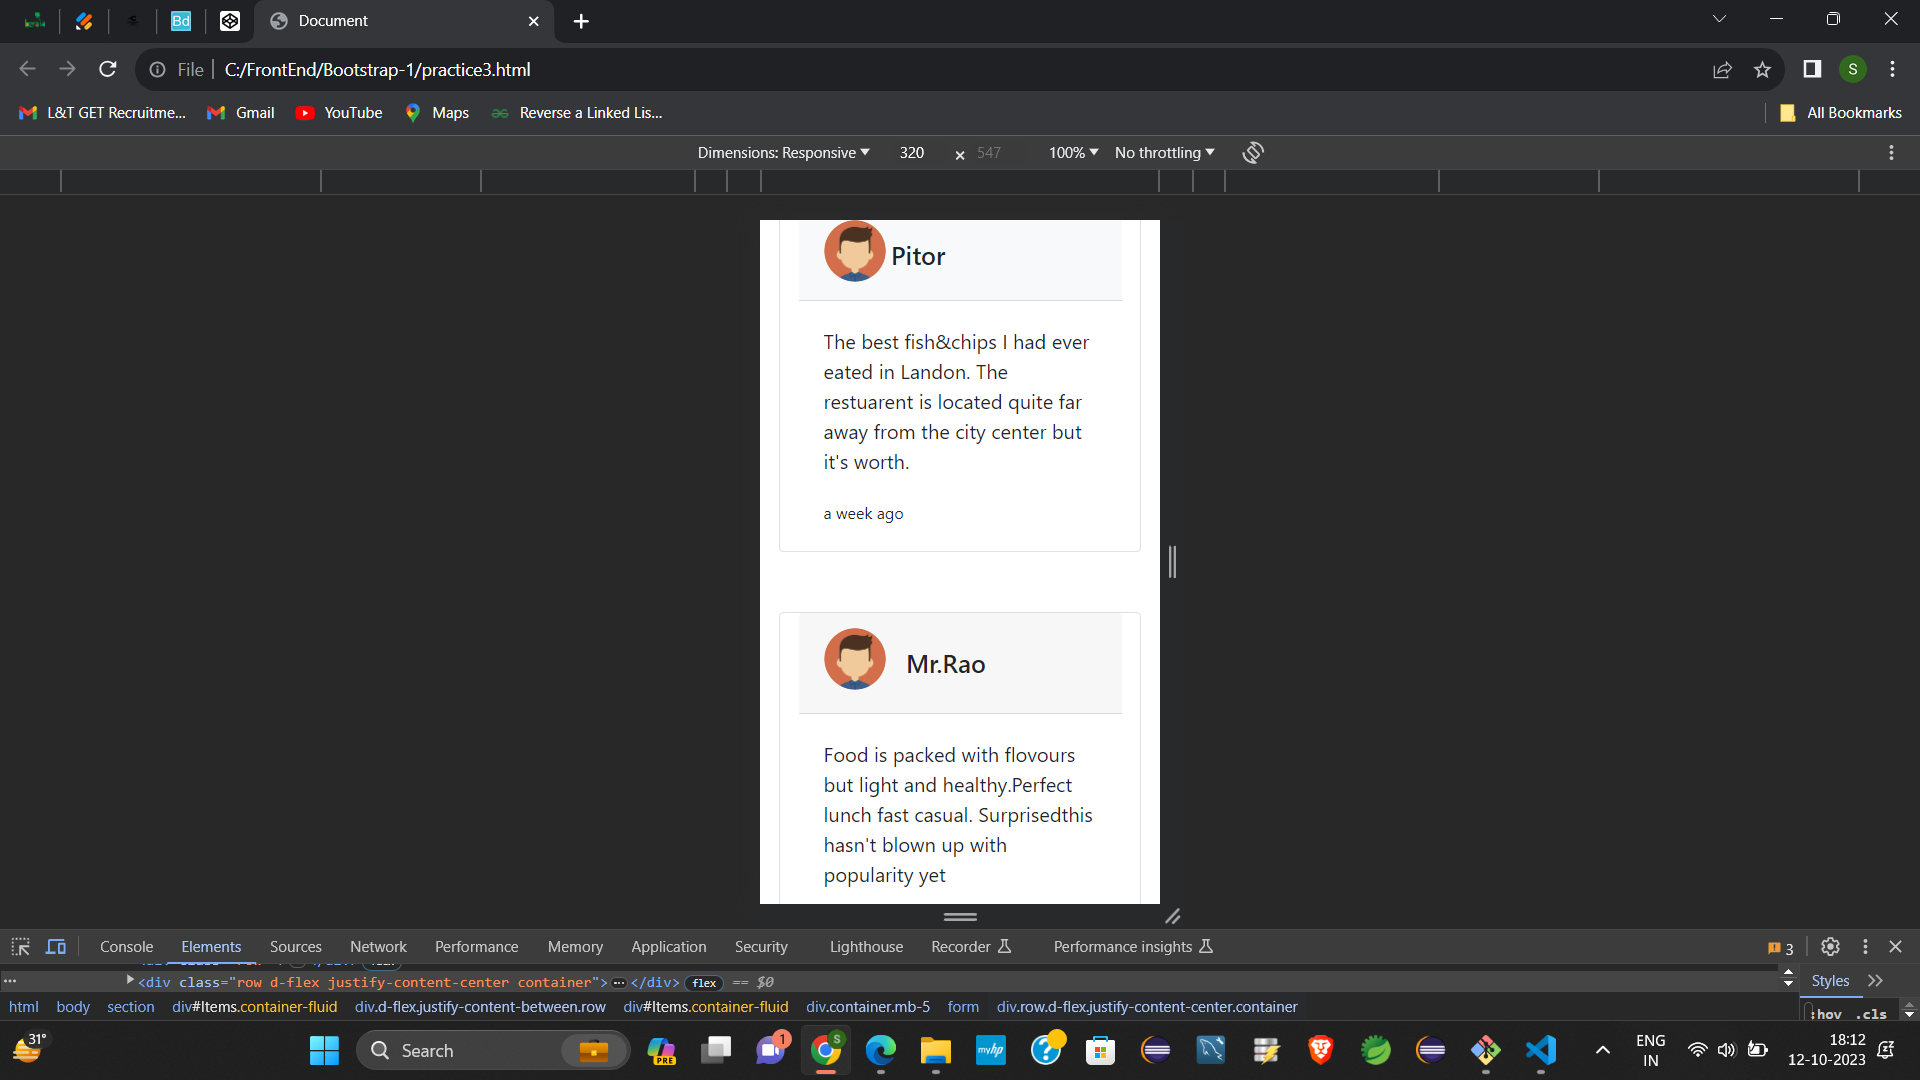 Bd
Document
File
C:/FrontEnd/Bootstrap-1/practice3.html
S
L&T GET Recruitme...
Gmail
YouTube
Maps
Reverse a Linked Lis...
All Bookmarks
Dimensions: Responsive
320
×
547
100%
No throttling
Pitor
The best fish&chips I had ever
eated in Landon. The
restuarent is located quite far
away from the city center but
it's worth.
a week ago
Mr.Rao
Food is packed with flovours
but light and healthy.Perfect
lunch fast casual. Surprisedthis
hasn't blown up with
popularity yet
Console
Elements
Sources
Network
Performance
Memory
Application
Security
Lighthouse
Recorder
Performance insights
3
<div class="row d-flex justify-content-center container">…</div> flex == $0
Styles
html body section div#Items.container-fluid div.d-flex.justify-content-between.row div#Items.container-fluid div.container.mb-5 form div.row.d-flex.justify-content-center.container
:hov .cls
31°
Search
PRE
1
S
myhp
ENG
IN
18:12
12-10-2023